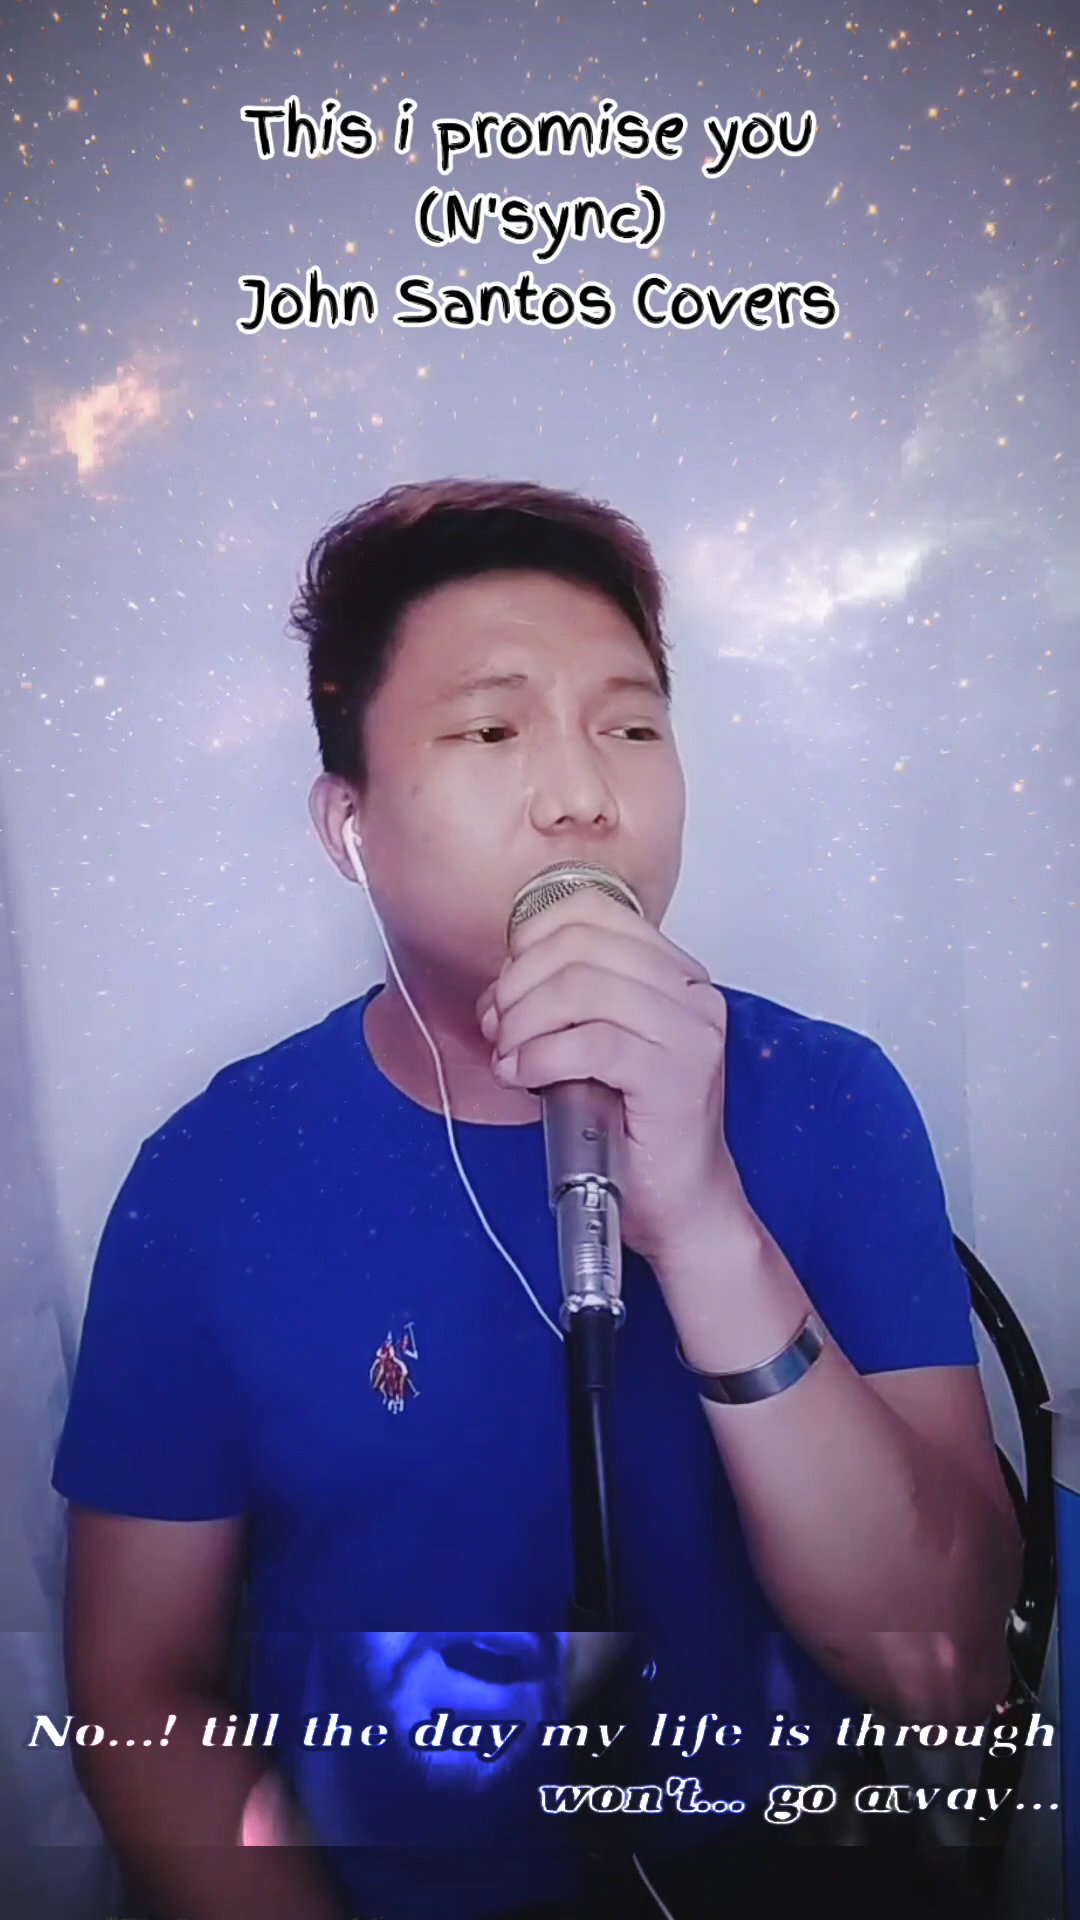 This i promise you
(N'sync)
John Santos Covers
No...! till the day my life is through
won't... go away...